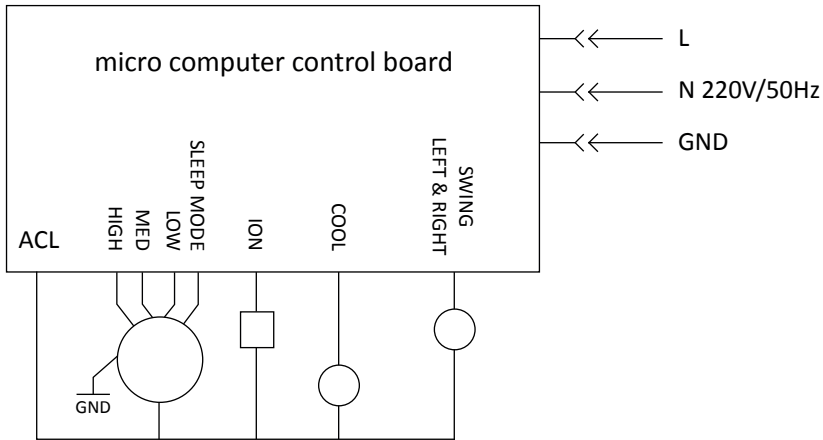 micro computer control board
L
N 220V/50Hz
GND
ACL
HIGH
MED
LOW
SLEEP MODE
ION
COOL
LEFT & RIGHT
SWING
GND